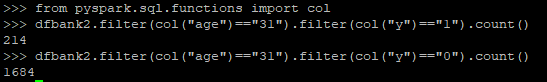 >>> from pyspark.sql.functions import col
>>> dfbank2.filter(col("age")=="31").filter(col("y")=="1").count()
214
>>> dfbank2.filter(col("age")=="31").filter(col("y")=="0").count()
1684